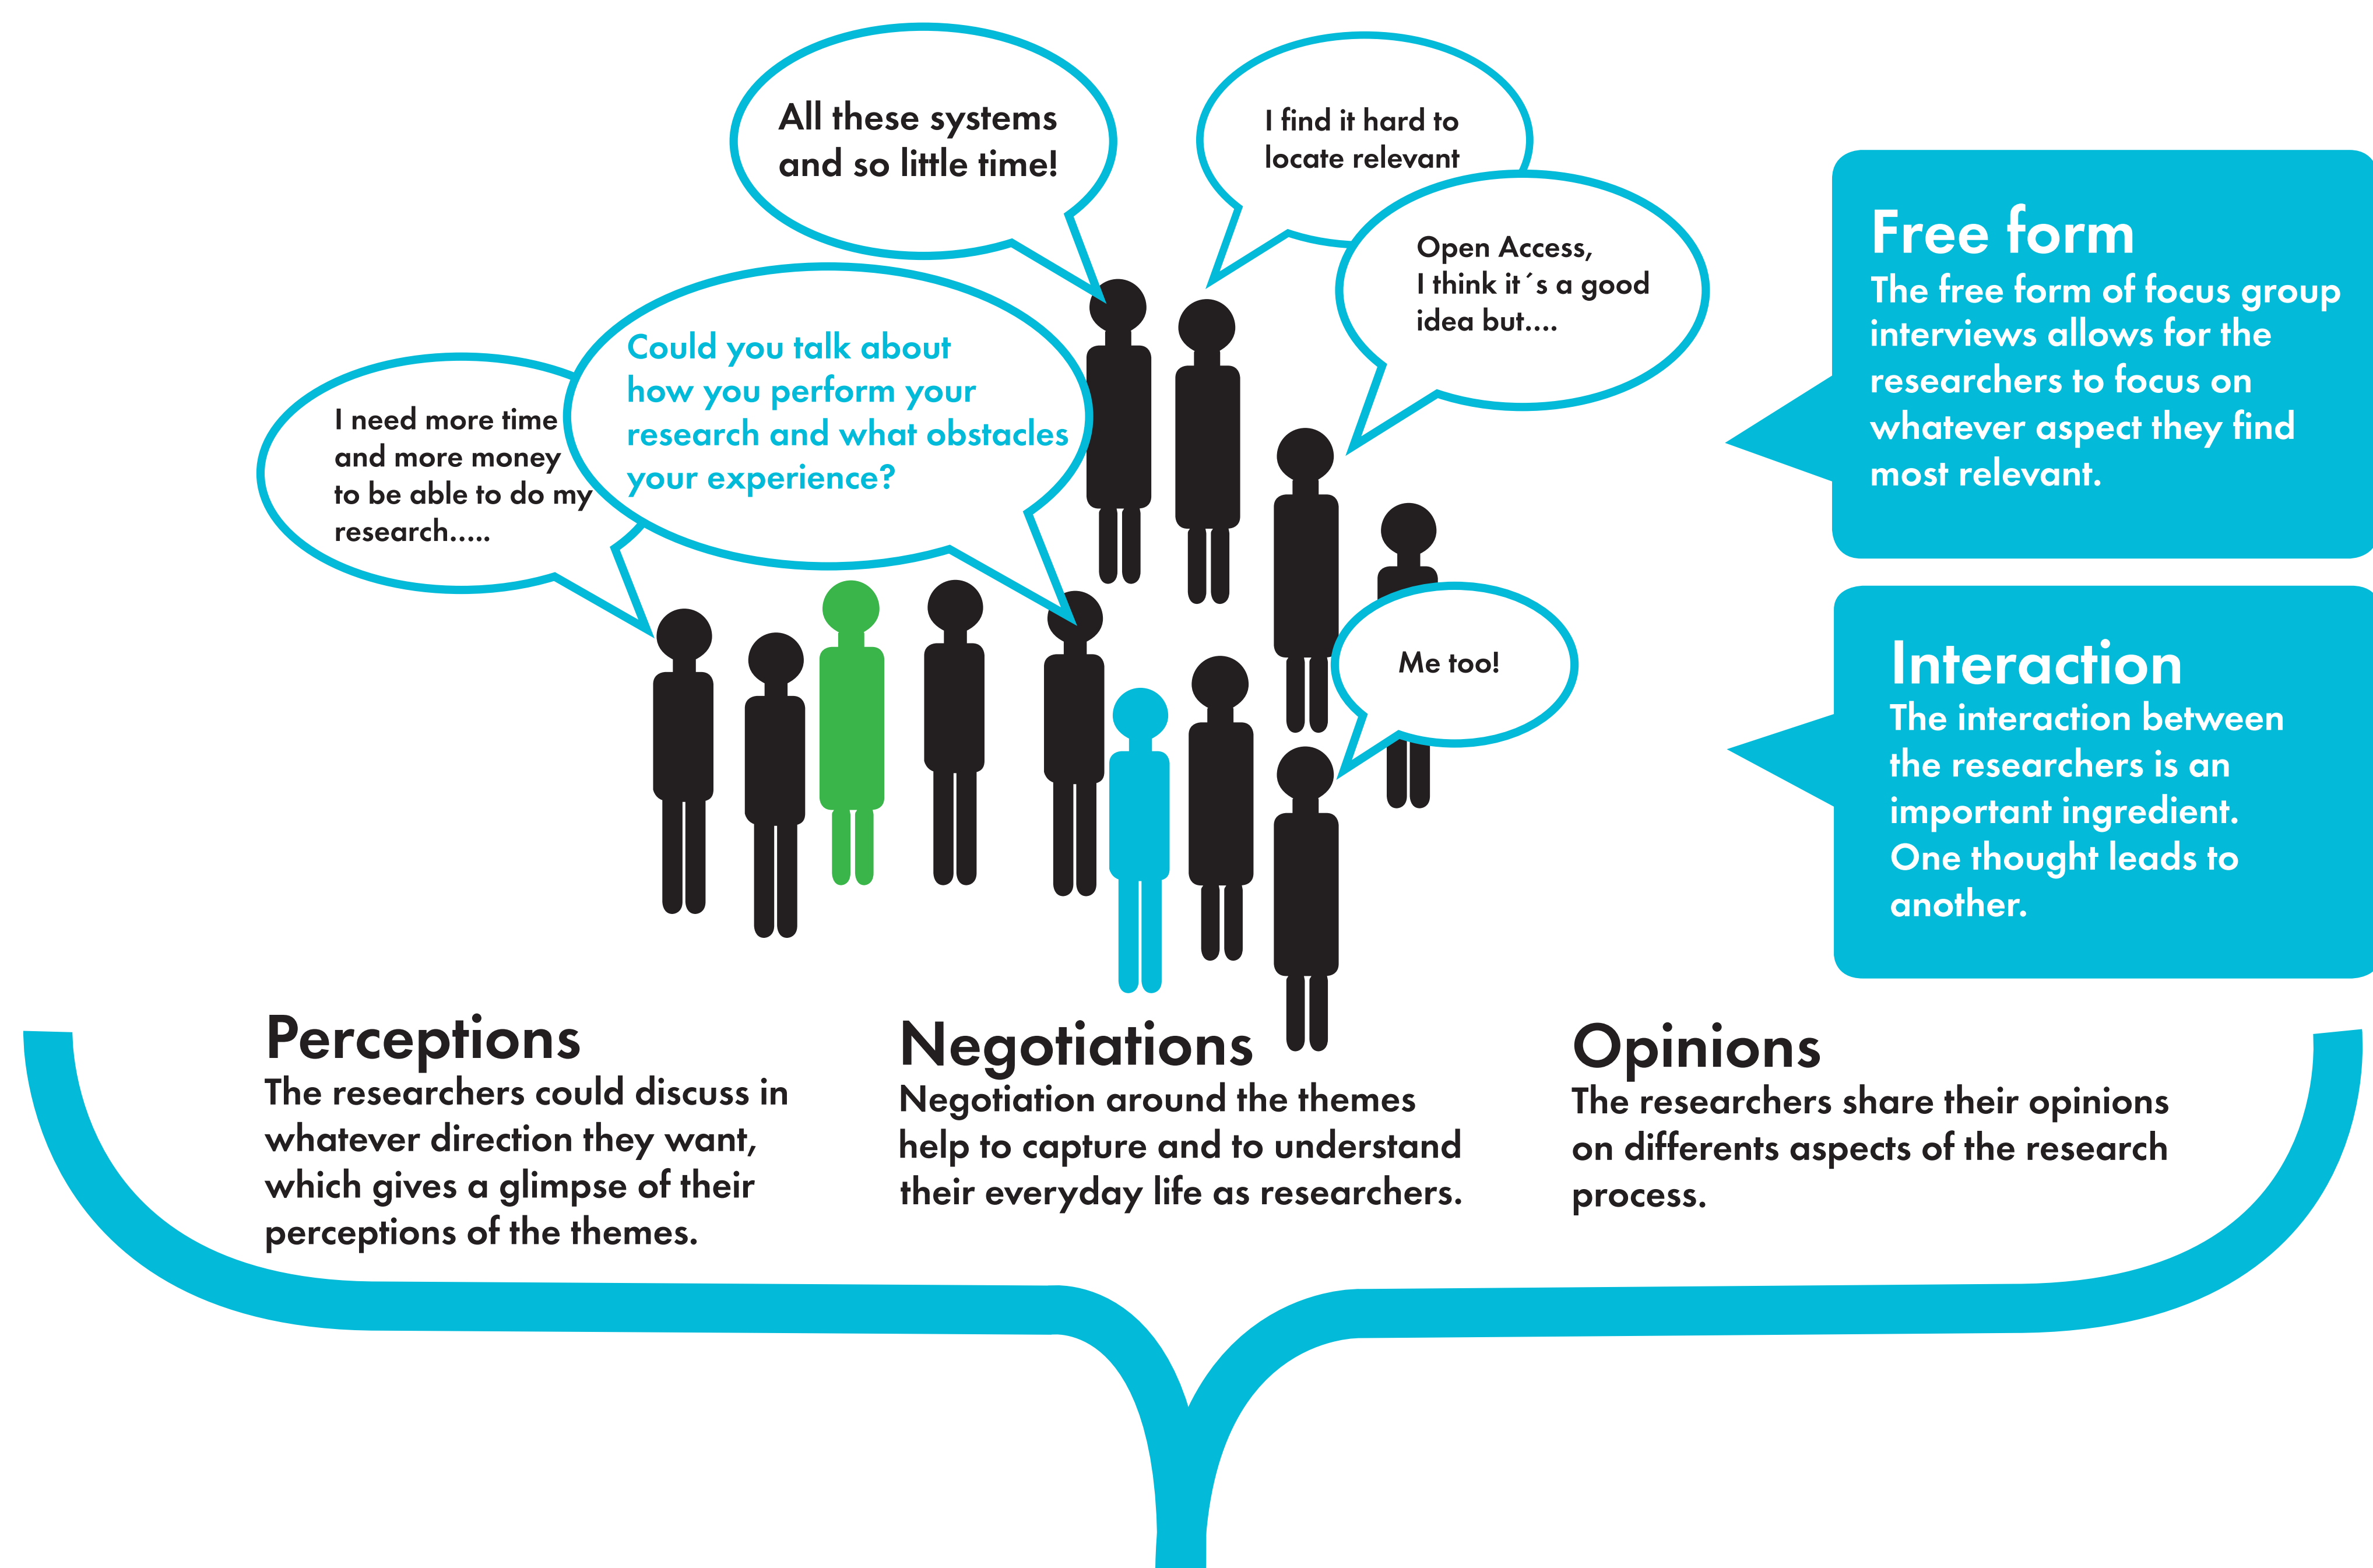 All these systems
and so little time!
I find it hard to
locate relevant
Open Access,
I think it´s a good
idea but....
Could you talk about
how you perform your
research and what obstacles
your experience?
I need more time
and more money
to be able to do my
research.....
Me too!
Free form
The free form of focus group
interviews allows for the
researchers to focus on
whatever aspect they find
most relevant.
Interaction
The interaction between
the researchers is an
important ingredient.
One thought leads to
another.
Perceptions
The researchers could discuss in
whatever direction they want,
which gives a glimpse of their
perceptions of the themes.
Negotiations
Negotiation around the themes
help to capture and to understand
their everyday life as researchers.
Opinions
The researchers share their opinions
on differents aspects of the research
process.